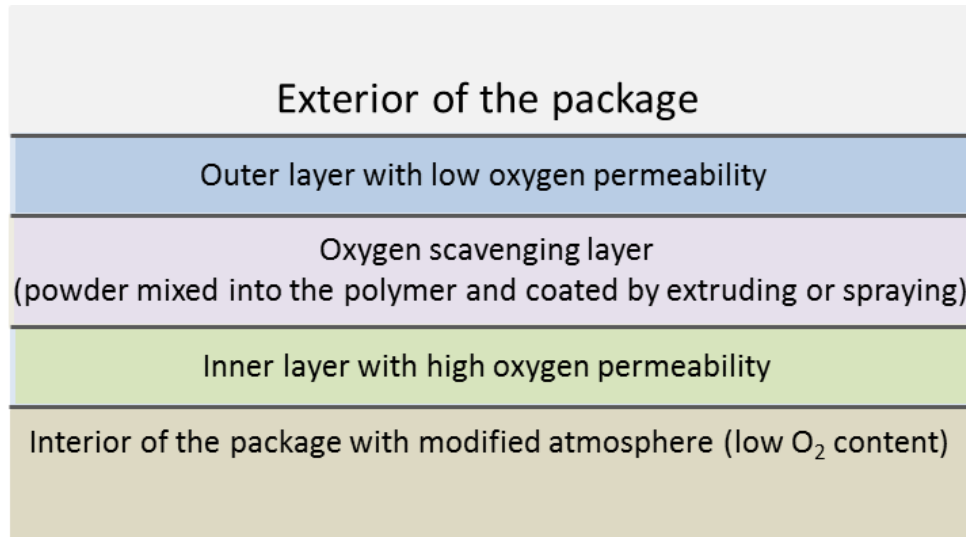 Exterior of the package
Outer layer with low oxygen permeability
Oxygen scavenging layer
(powder mixed into the polymer and coated by extruding or spraying)
Inner layer with high oxygen permeability
Interior of the package with modified atmosphere (low O₂ content)